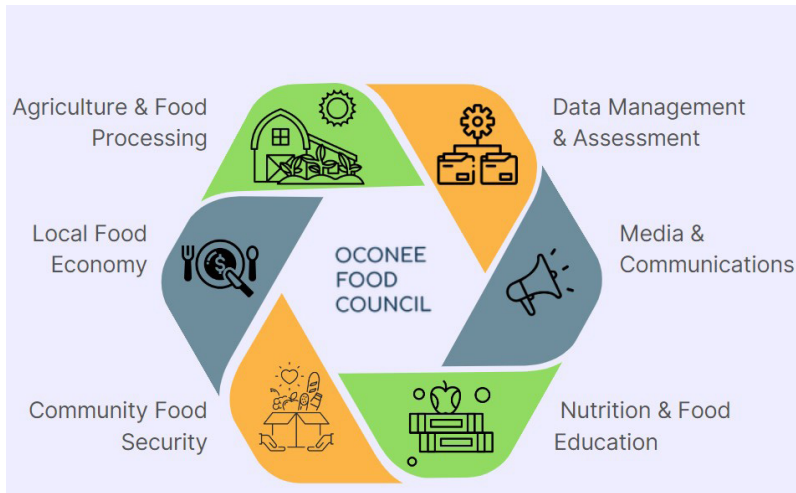 Agriculture & Food
Processing
Data Management
& Assessment
Local Food
Economy
OCONEE
FOOD
COUNCIL
Media &
Communications
Community Food
Security
Nutrition & Food
Education
$